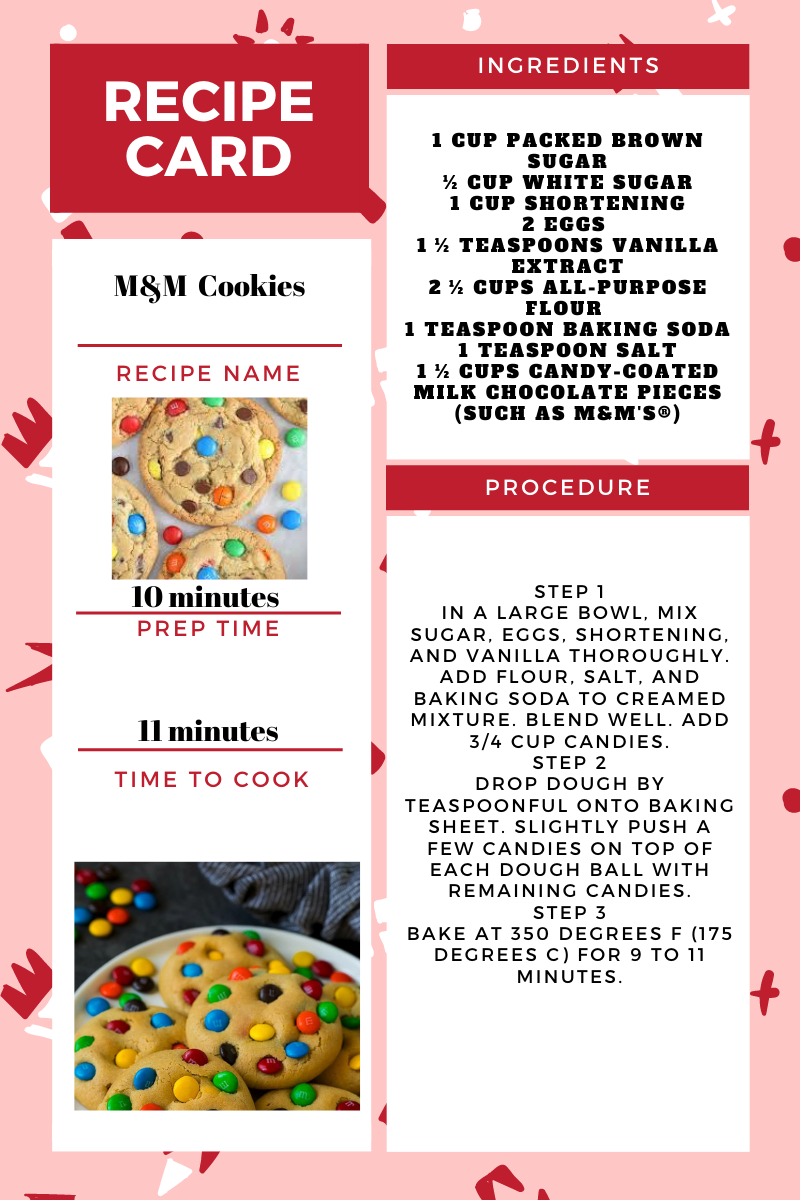 RECIPE
CARD
M&M Cookies
RECIPE NAME
10 minutes
PREP TIME
11 minutes
TIME TO COOK
INGREDIENTS
1 CUP PACKED BROWN
SUGAR
½ CUP WHITE SUGAR
1 CUP SHORTENING
2 EGGS
1 ½ TEASPOONS VANILLA
EXTRACT
2 ½ CUPS ALL-PURPOSE
FLOUR
1 TEASPOON BAKING SODA
1 TEASPOON SALT
1 ½ CUPS CANDY-COATED
MILK CHOCOLATE PIECES
(SUCH AS M&M'S®)
PROCEDURE
STEP 1
IN A LARGE BOWL, MIX
SUGAR, EGGS, SHORTENING,
AND VANILLA THOROUGHLY.
ADD FLOUR, SALT, AND
BAKING SODA TO CREAMED
MIXTURE. BLEND WELL. ADD
3/4 CUP CANDIES.
STEP 2
DROP DOUGH BY
TEASPOONFUL ONTO BAKING
SHEET. SLIGHTLY PUSH A
FEW CANDIES ON TOP OF
EACH DOUGH BALL WITH
REMAINING CANDIES.
STEP 3
BAKE AT 350 DEGREES F (175
DEGREES C) FOR 9 TO 11
MINUTES.